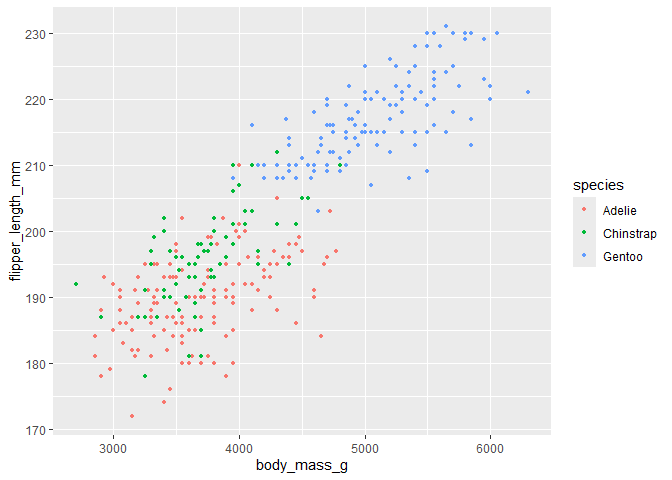 flipper_length_mm
230
220
210
200
190
180
170
3000
4000
5000
6000
body_mass_g
species
Adelie
Chinstrap
Gentoo